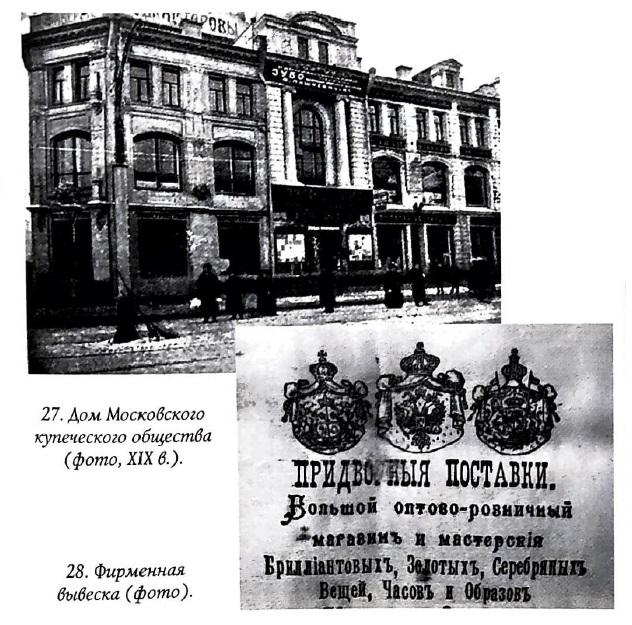 27. Дом Московского
купеческого общества
(фото, XIX в.).
ПРИДВОРНЫЯ ПОСТАВКИ.
Большой оптово-розничный
магазинъ и мастерскія
Брилліантовыхъ, Золотыхъ, Серебряныхъ
Вещей, Часовъ и Образовъ
28. Фирменная
вывеска (фото).